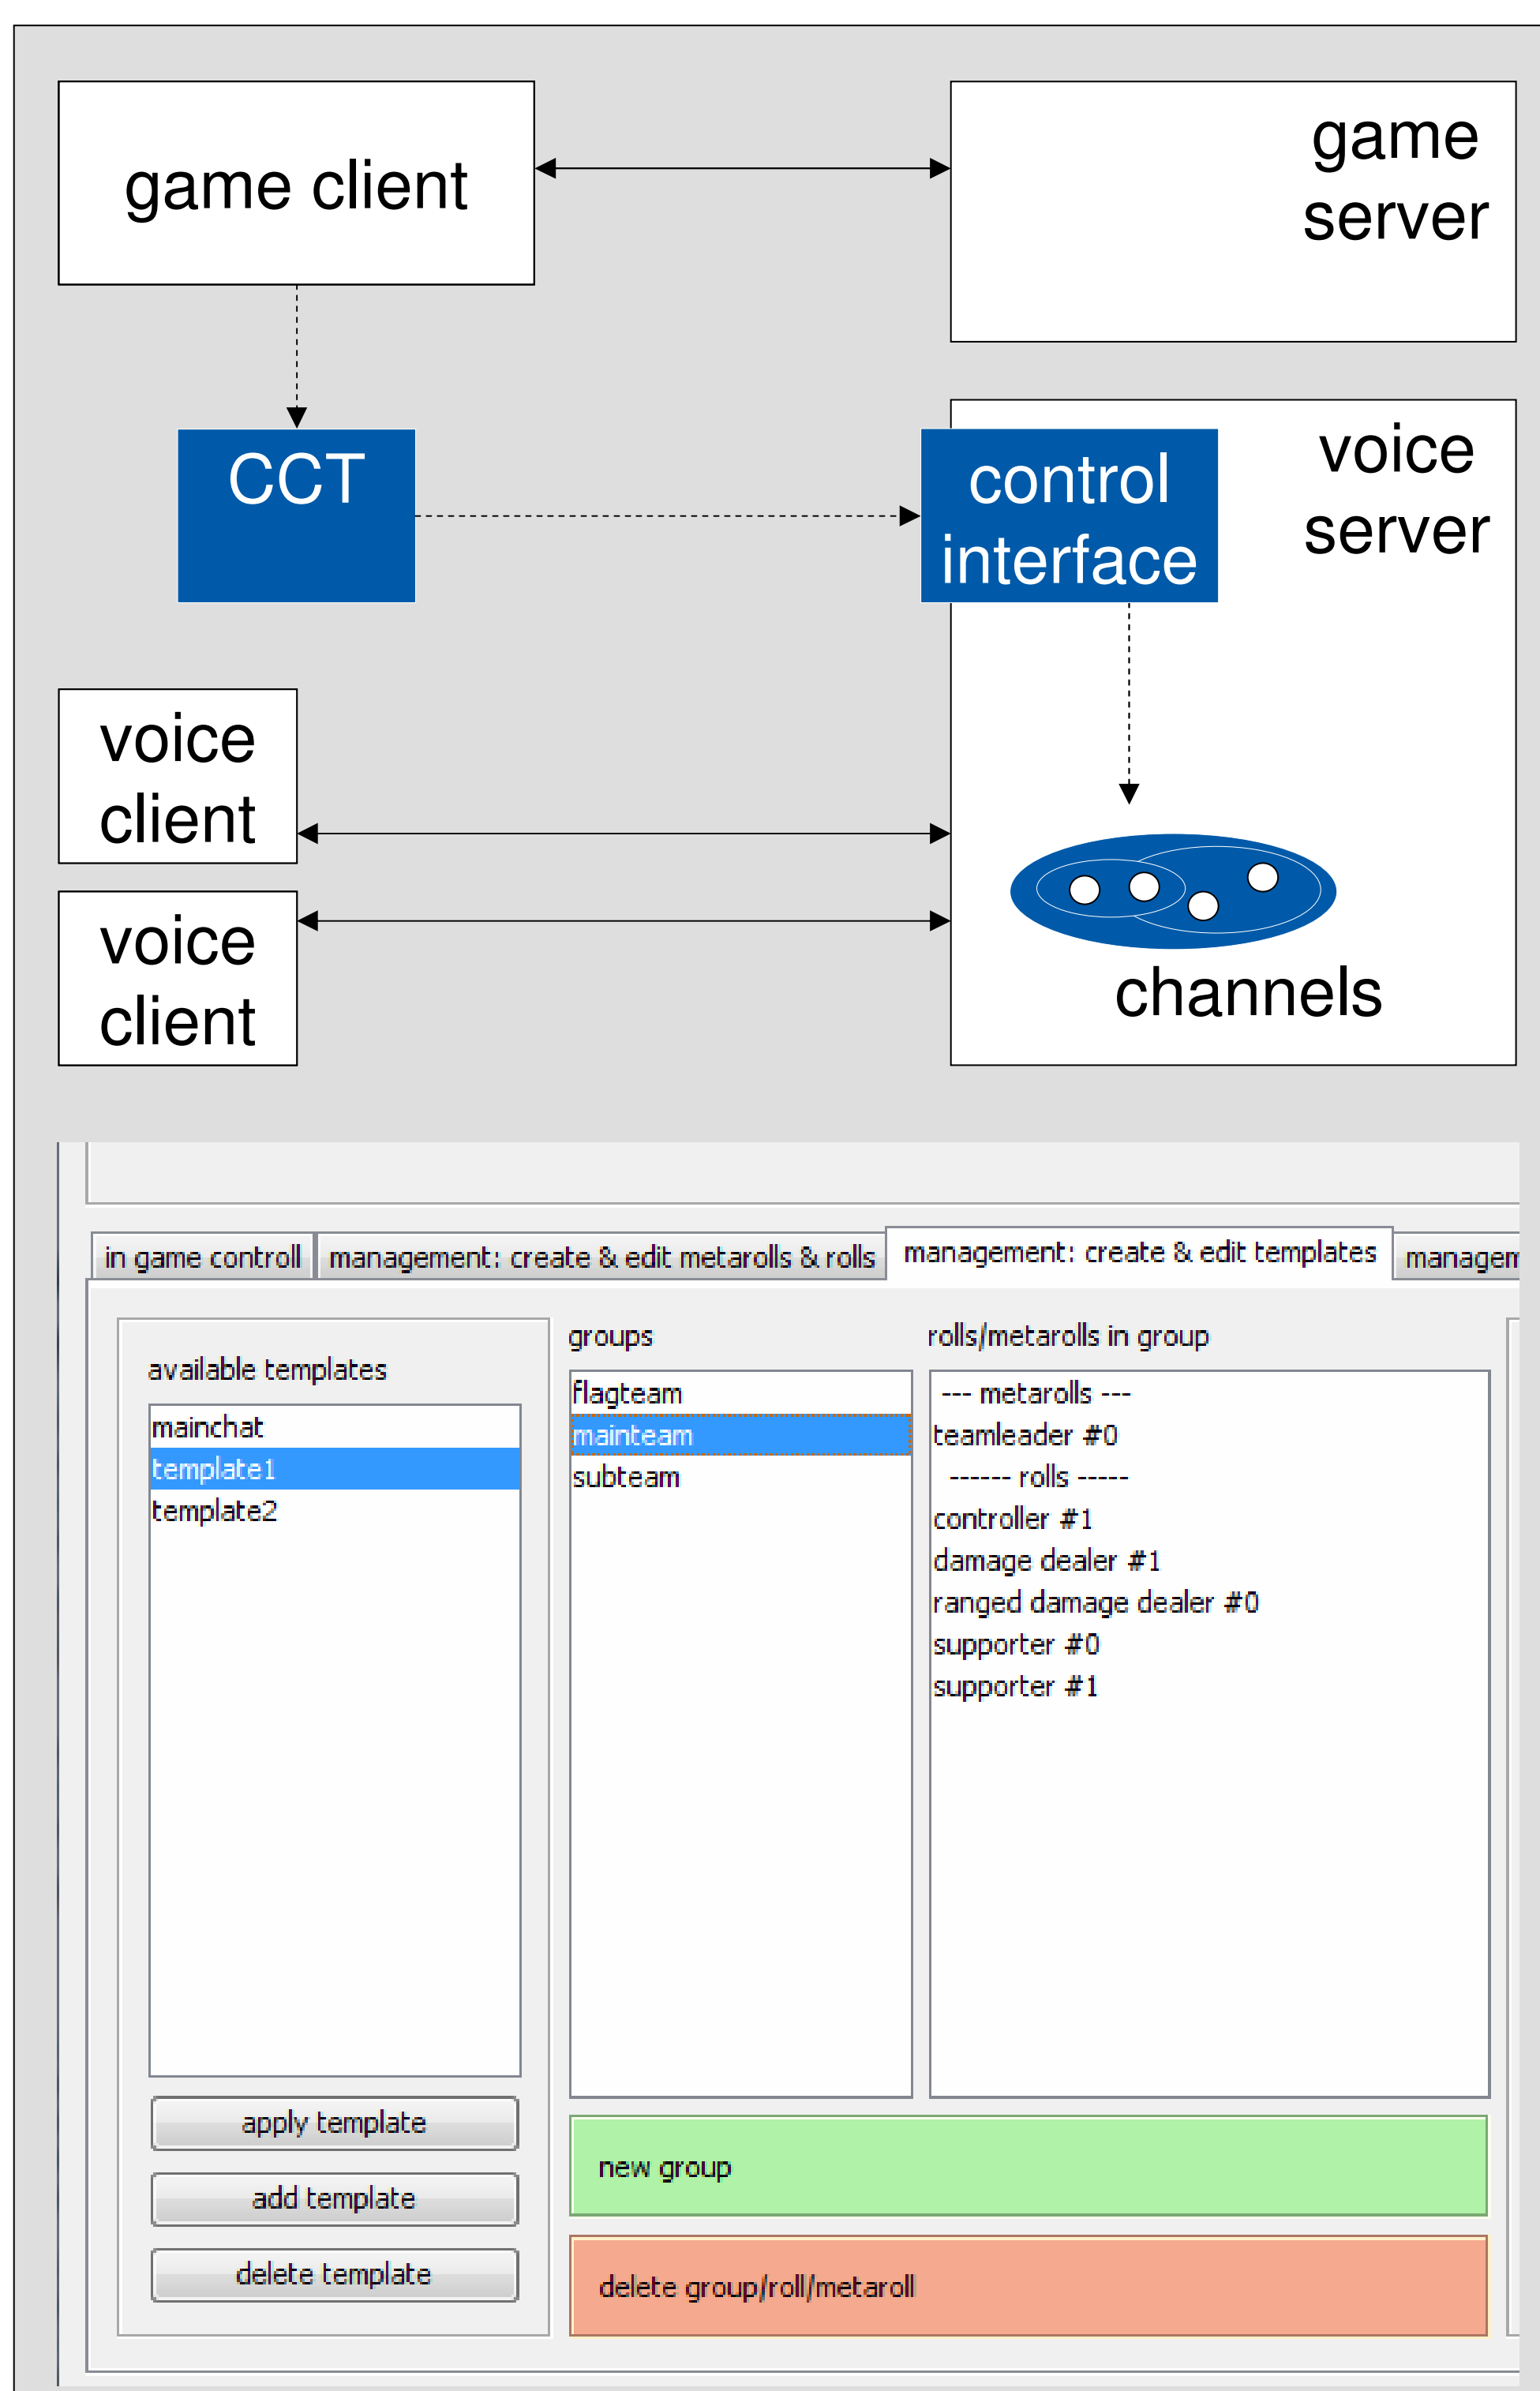 game client
game
server
CCT
control
interface
voice
server
voice
client
voice
client
channels
in game controll
management: create & edit metarolls & rolls
management: create & edit templates
managem
available templates
mainchat
template1
template2
apply template
add template
delete template
groups
flagteam
mainteam
subteam
rolls/metarolls in group
--- metarolls ---
teamleader #0
------ rolls -----
controller #1
damage dealer #1
ranged damage dealer #0
supporter #0
supporter #1
new group
delete group/roll/metaroll